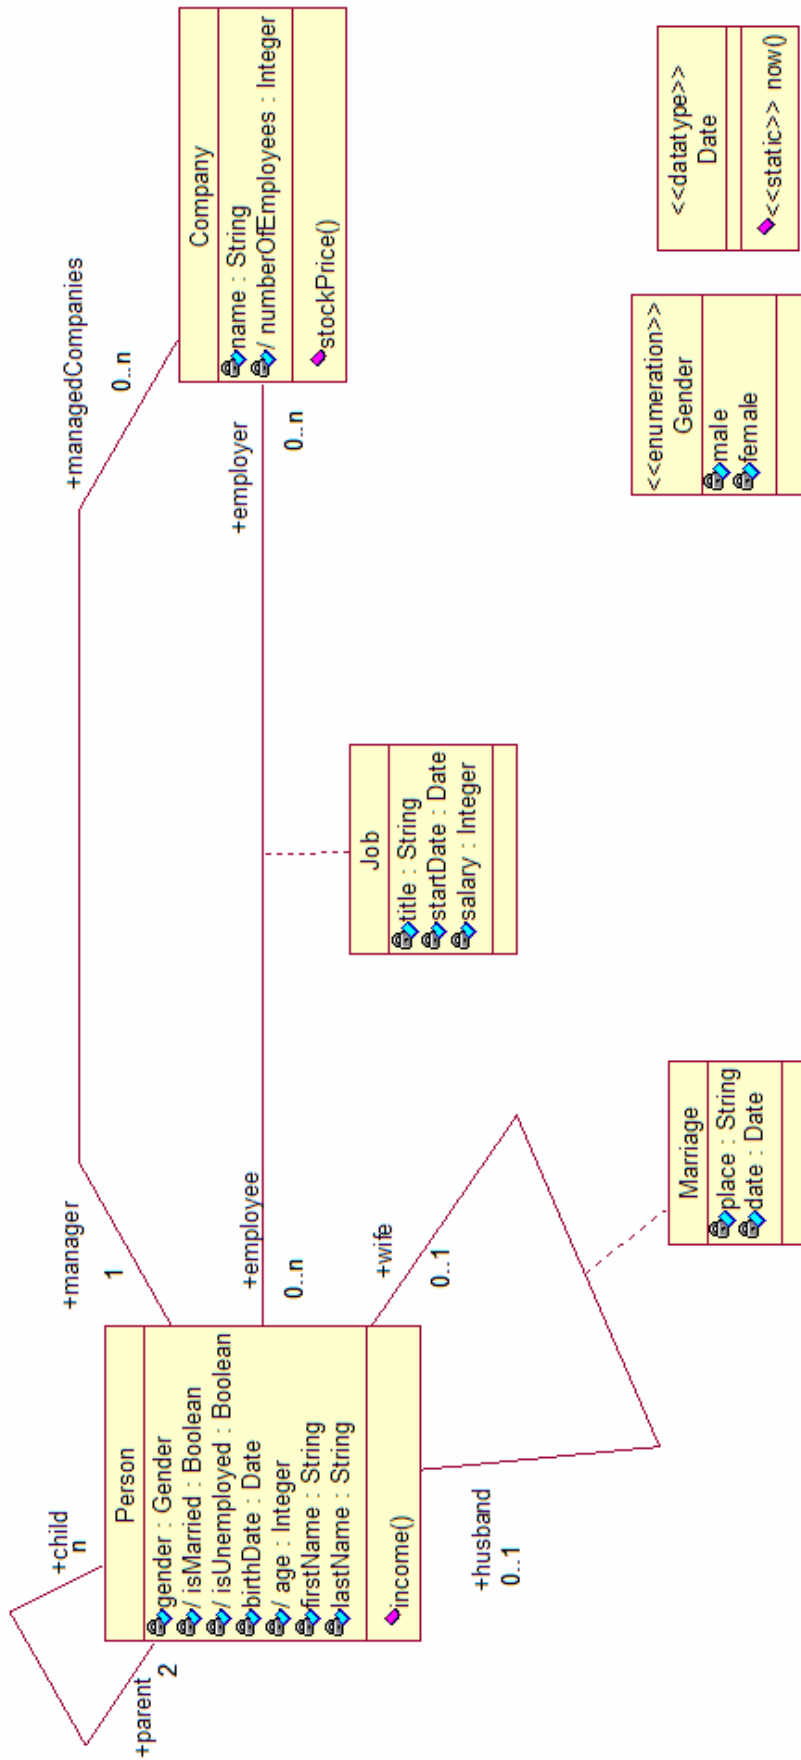 +child
n
+parent
2
Person
gender : Gender
/ isMarried : Boolean
/ isUnemployed : Boolean
birthDate : Date
/ age : Integer
firstName : String
lastName : String
income()
+manager
1
+managedCompanies
0..n
+employee
0..n
+employer
0..n
Company
name : String
/ numberOfEmployees : Integer
stockPrice()
+wife
0..1
+husband
0..1
Job
title : String
startDate : Date
salary : Integer
Marriage
place : String
date : Date
<<enumeration>>
Gender
male
female
<<datatype>>
Date
<<static>> now()